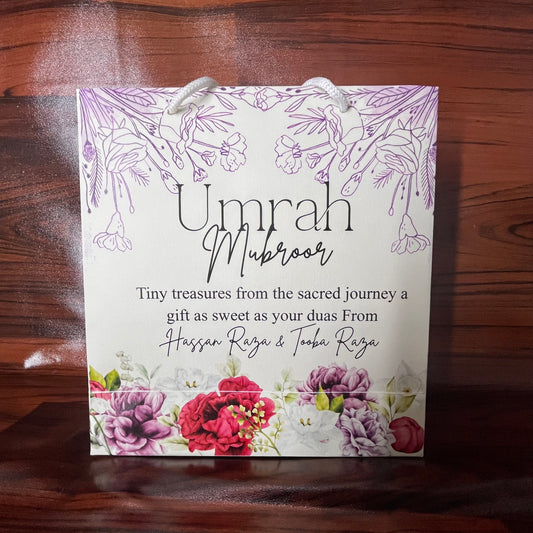 Umrah
Mubroor
Tiny treasures from the sacred journey a
gift as sweet as your duas From
Hassan Raza & Tooba Raza